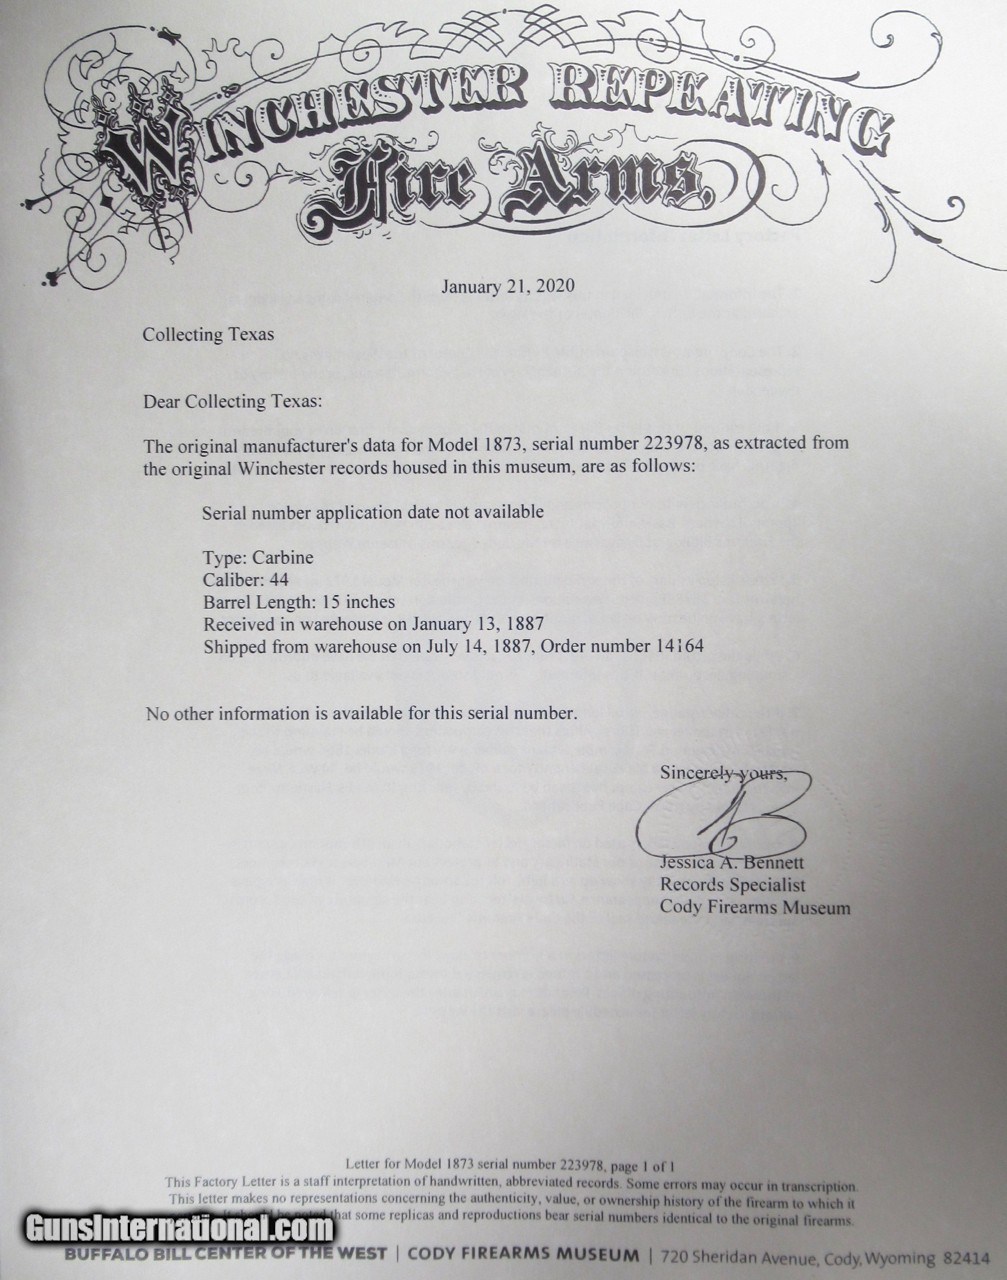 WINCHESTER REPEATING
Fire Arms.
January 21, 2020
Collecting Texas
Dear Collecting Texas:
The original manufacturer's data for Model 1873, serial number 223978, as extracted from
the original Winchester records housed in this museum, are as follows:
Serial number application date not available
Type: Carbine
Caliber: 44
Barrel Length: 15 inches
Received in warehouse on January 13, 1887
Shipped from warehouse on July 14, 1887, Order number 14164
No other information is available for this serial number.
Sincerely yours,
Jessica A. Bennett
Records Specialist
Cody Firearms Museum
Letter for Model 1873 serial number 223978, page 1 of 1
This Factory Letter is a staff interpretation of handwritten, abbreviated records. Some errors may occur in transcription.
This letter makes no representations concerning the authenticity, value, or ownership history of the firearm to which it
that some replicas and reproductions bear serial numbers identical to the original firearms.
GunsInternational.com
BUFFALO BILL CENTER OF THE WEST | CODY FIREARMS MUSEUM | 720 Sheridan Avenue, Cody, Wyoming 82414